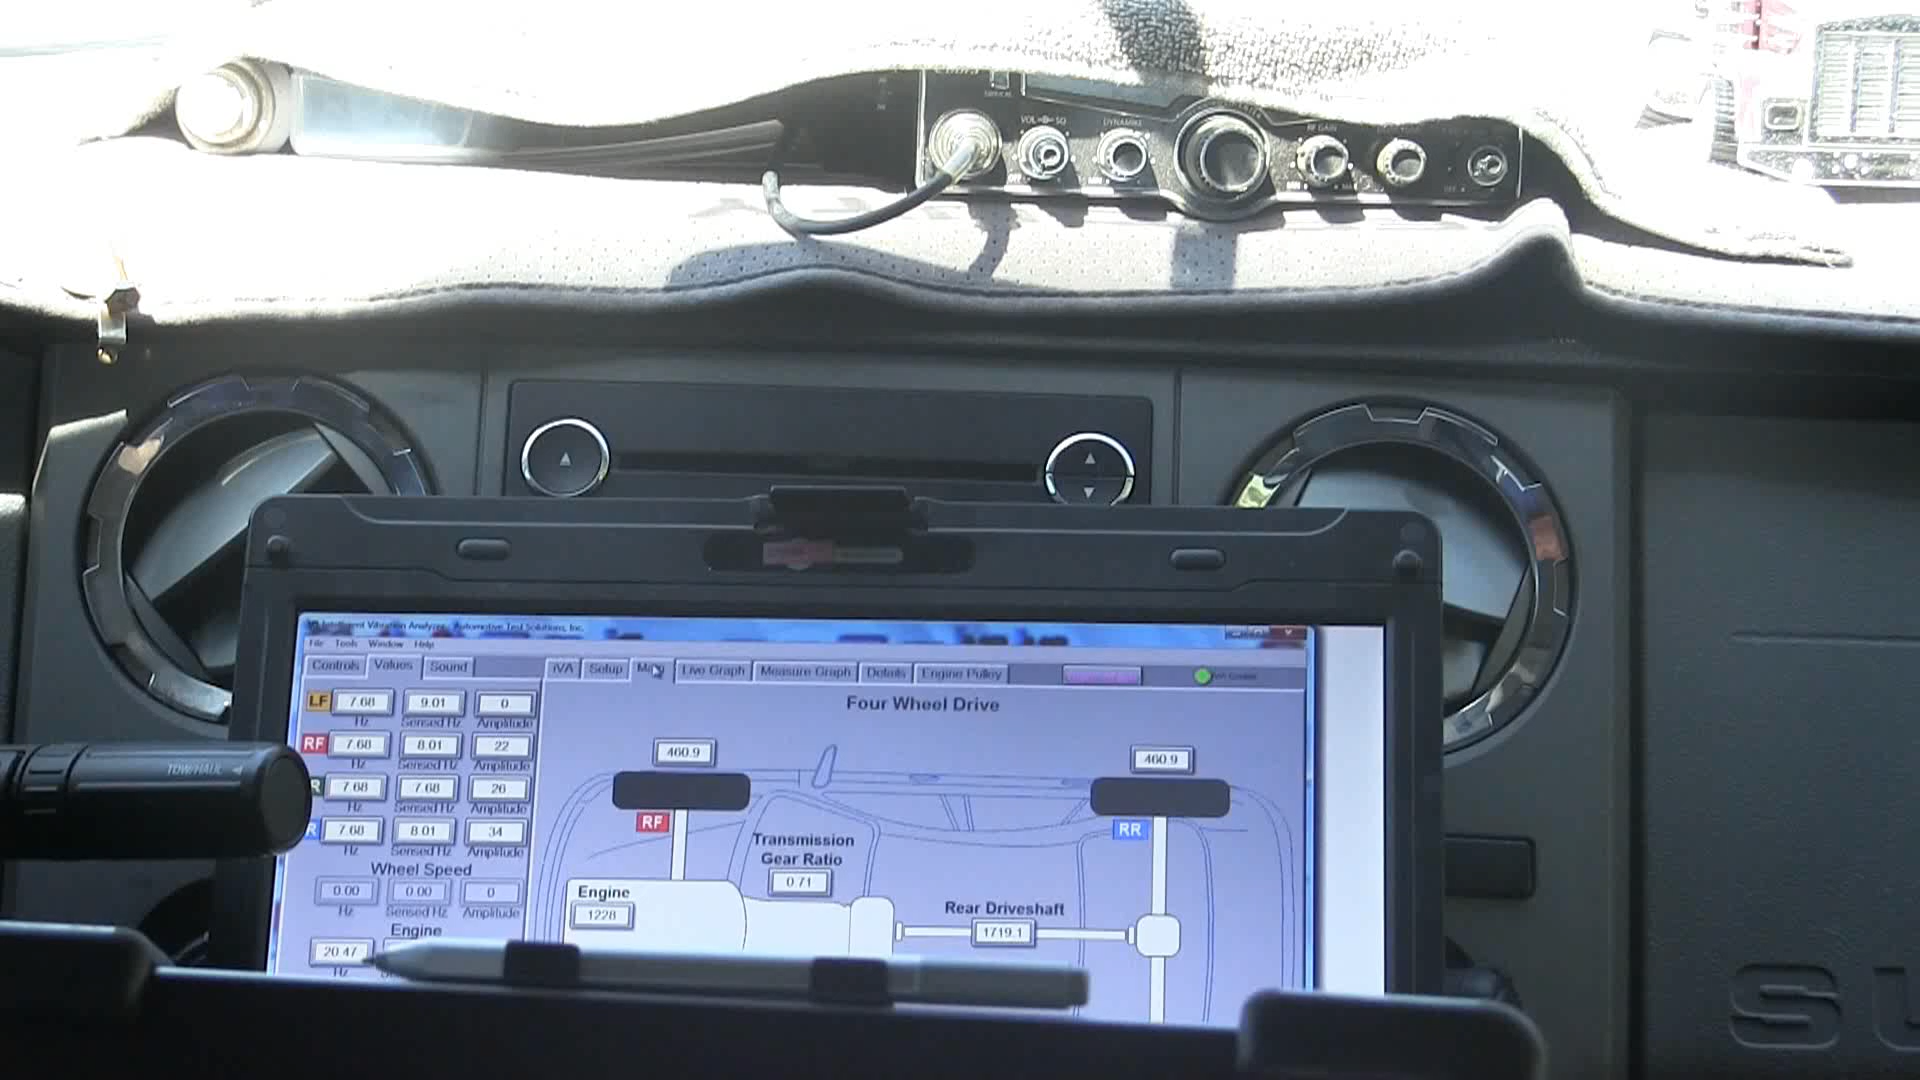 Cobra
VOL SQ
DYNAMIKE
RF GAIN
OFF
MIN
TOW/HAUL
Intelligent Vibration Analyzer - Automotive Test Solutions, Inc.
File Tools Window Help
Controls Values Sound
iVA Setup Map Live Graph Measure Graph Details Engine Pulley
Four Wheel Drive
LF 7.68 9.01 0
Hz Sensed Hz Amplitude
RF 7.68 8.01 22
Hz Sensed Hz Amplitude
R 7.68 7.68 26
Hz Sensed Hz Amplitude
R 7.68 8.01 34
Hz Sensed Hz Amplitude
Wheel Speed
0.00 0.00 0
Hz Sensed Hz Amplitude
Engine
20.47
Hz
460.9
460.9
RF
RR
Transmission
Gear Ratio
0.71
Engine
1228
Rear Driveshaft
1719.1
SU